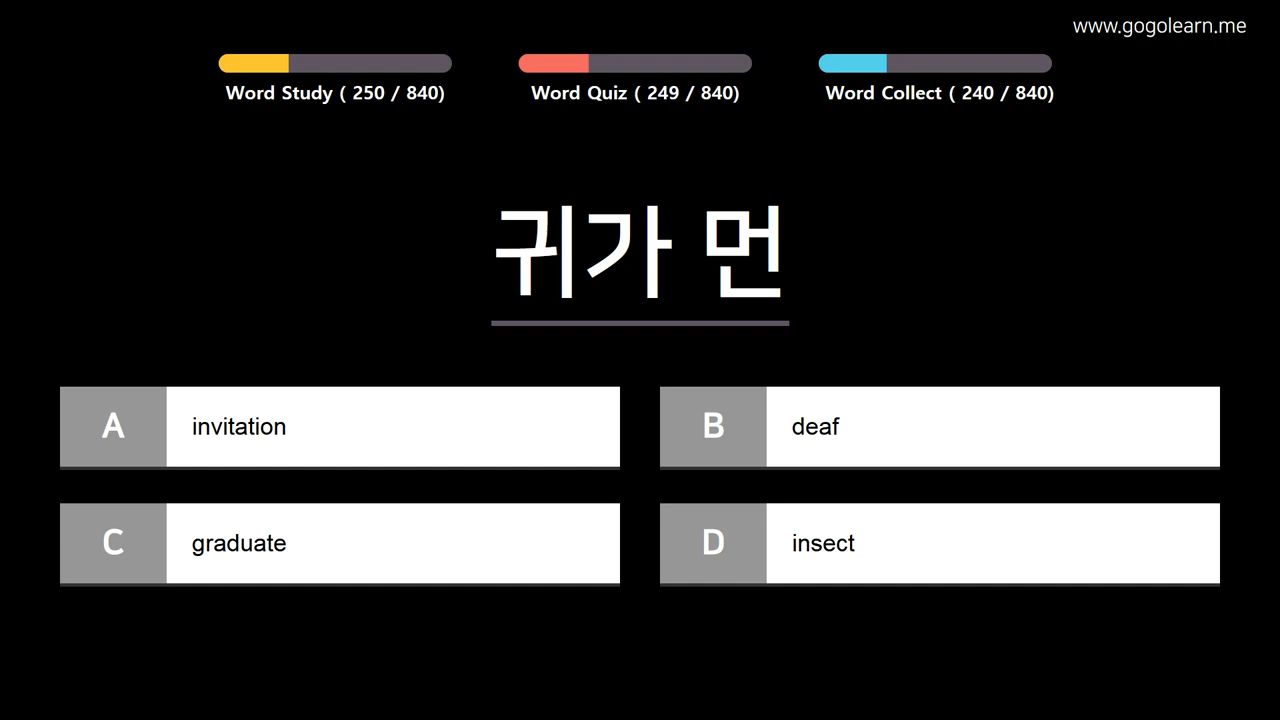 www.gogolearn.me
Word Study ( 250 / 840)
Word Quiz ( 249 / 840)
Word Collect ( 240 / 840)
귀가 먼
A invitation
B deaf
C graduate
D insect